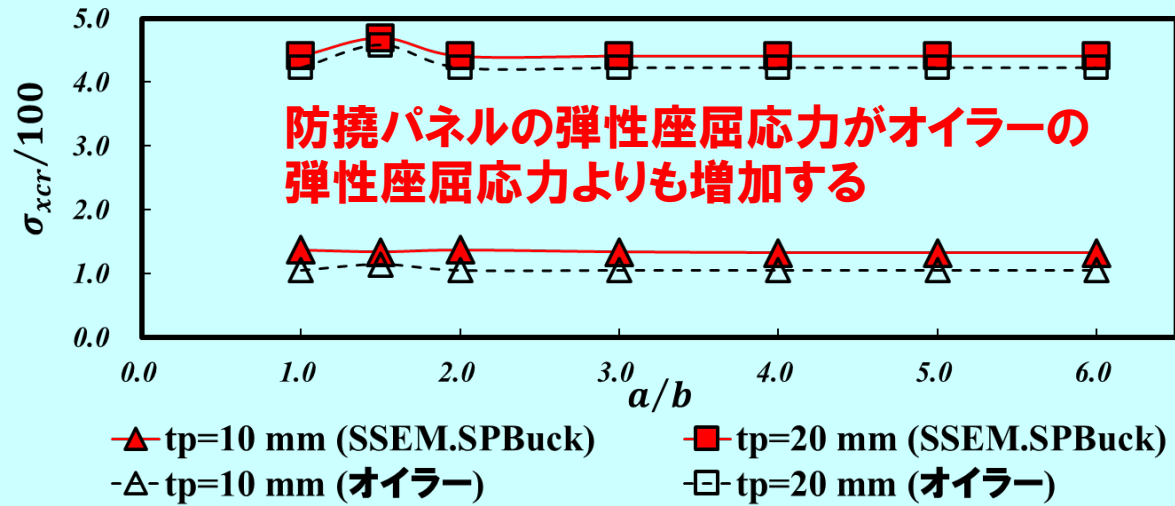 5.0
4.0
3.0
2.0
1.0
0.0
σxcr/100
防撓パネルの弾性座屈応力がオイラーの
弾性座屈応力よりも増加する
0.0 1.0 2.0 3.0 4.0 5.0 6.0
a/b
tp=10 mm (SSEM.SPBuck) tp=20 mm (SSEM.SPBuck)
tp=10 mm (オイラー) tp=20 mm (オイラー)